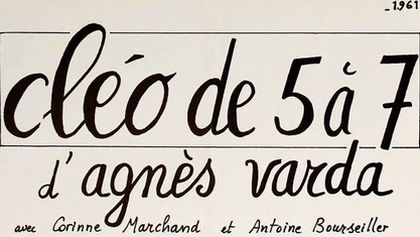 _1961
cléo de 5 à 7
d'agnès varda
avec Corinne Marchand et Antoine Bourseiller